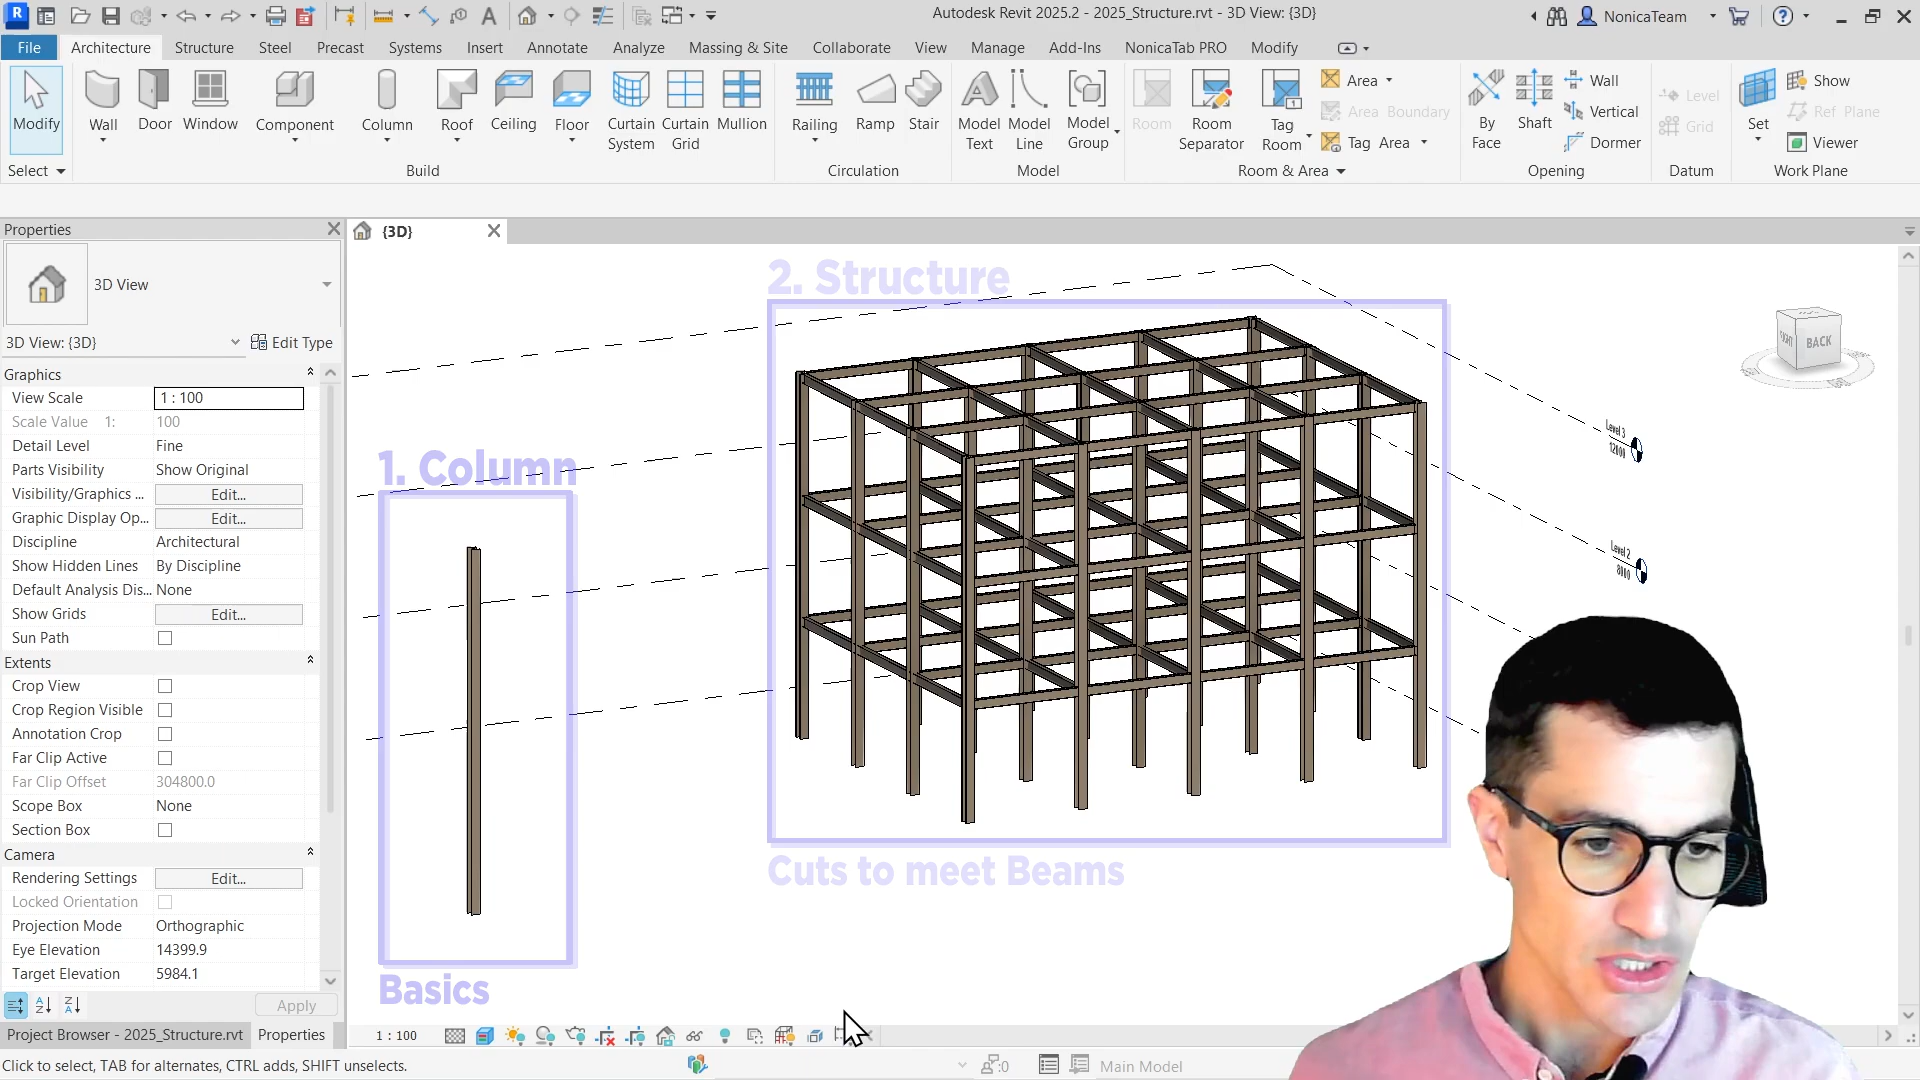 R
Autodesk Revit 2025.2 - 2025_Structure.rvt - 3D View: {3D}
NonicaTeam
File
Architecture
Structure
Steel
Precast
Systems
Insert
Annotate
Analyze
Massing & Site
Collaborate
View
Manage
Add-Ins
NonicaTab PRO
Modify
Modify
Wall
Door
Window
Component
Column
Roof
Ceiling
Floor
Curtain System
Curtain Grid
Mullion
Railing
Ramp
Stair
Model Text
Model Line
Model Group
Room
Room Separator
Tag Room
Area
Area Boundary
Tag Area
By Face
Shaft
Wall
Vertical
Dormer
Level
Grid
Set
Show
Ref Plane
Viewer
Select
Build
Circulation
Model
Room & Area
Opening
Datum
Work Plane
Properties
3D View
3D View: {3D}
Edit Type
Graphics
View Scale 1 : 100
Scale Value 1: 100
Detail Level Fine
Parts Visibility Show Original
Visibility/Graphics ... Edit...
Graphic Display Op... Edit...
Discipline Architectural
Show Hidden Lines By Discipline
Default Analysis Dis... None
Show Grids Edit...
Sun Path
Extents
Crop View
Crop Region Visible
Annotation Crop
Far Clip Active
Far Clip Offset 304800.0
Scope Box None
Section Box
Camera
Rendering Settings Edit...
Locked Orientation
Projection Mode Orthographic
Eye Elevation 14399.9
Target Elevation 5984.1
Apply
Project Browser - 2025_Structure.rvt
Properties
{3D}
2. Structure
1. Column
Level 3
12000
Level 2
8000
RIGHT
BACK
Cuts to meet Beams
Basics
1 : 100
Click to select, TAB for alternates, CTRL adds, SHIFT unselects.
:0
Main Model